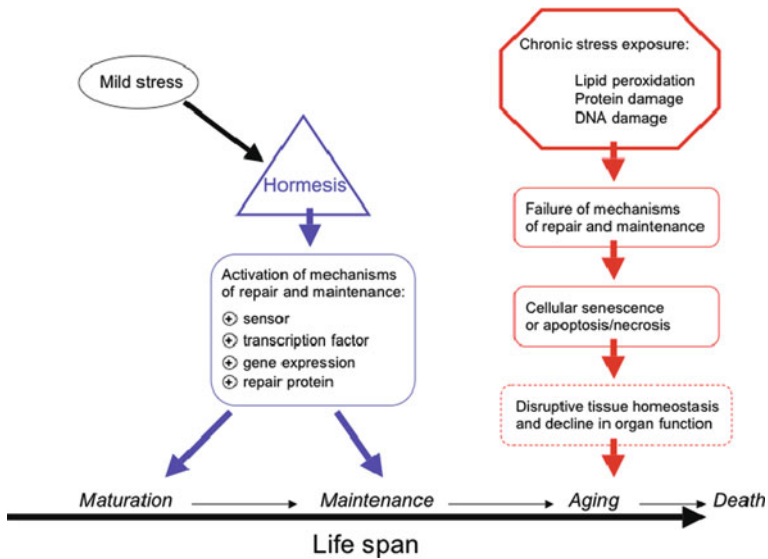 Mild stress
Hormesis
Activation of mechanisms
of repair and maintenance:
⊕ sensor
⊕ transcription factor
⊕ gene expression
⊕ repair protein
Chronic stress exposure:
Lipid peroxidation
Protein damage
DNA damage
Failure of mechanisms
of repair and maintenance
Cellular senescence
or apoptosis/necrosis
Disruptive tissue homeostasis
and decline in organ function
Maturation
Maintenance
Aging
Death
Life span